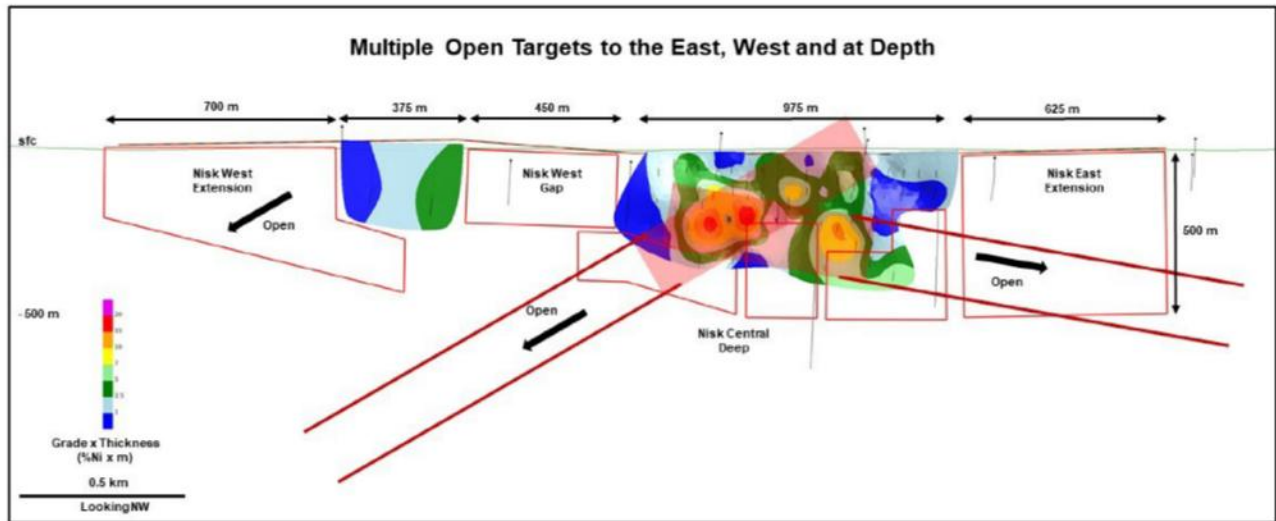 Multiple Open Targets to the East, West and at Depth
700 m
375 m
450 m
975 m
625 m
sfc
Nisk West
Extension
Open
Nisk West
Gap
Nisk East
Extension
500 m
Open
- 500 m
Open
Nisk Central
Deep
Grade x Thickness
(%Ni x m)
0.5 km
Looking NW